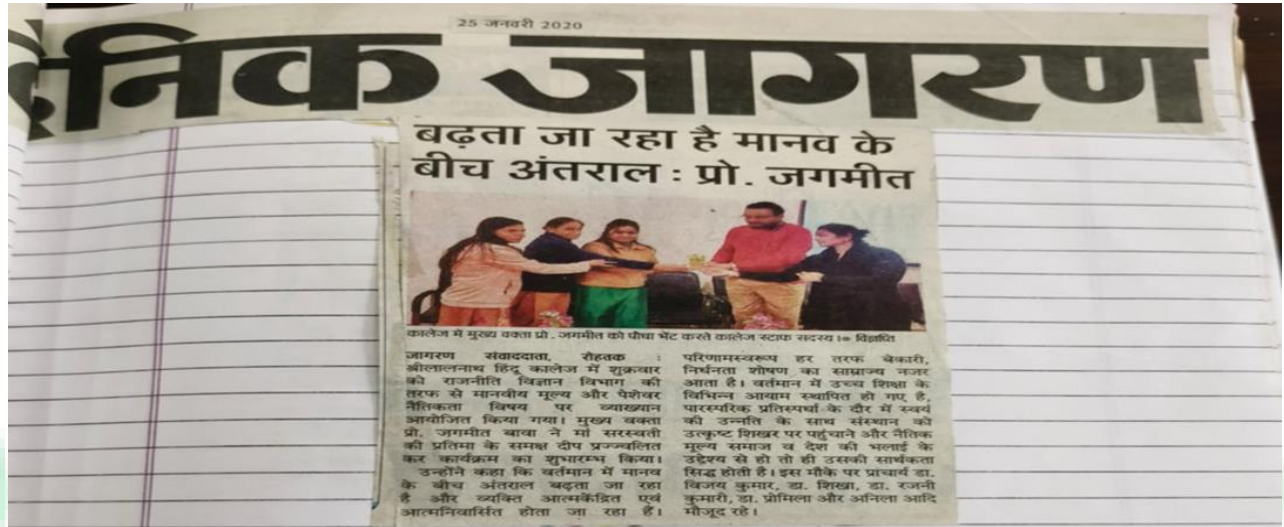 25 जनवरी 2020
दैनिक जागरण
बढ़ता जा रहा है मानव के
बीच अंतराल : प्रो. जगमीत
कालेज में मुख्य वक्ता प्रो. जगमीत को पौधा भेंट करते कालेज स्टाफ सदस्य।● विज्ञप्ति
जागरण संवाददाता, रोहतक :
श्रीलालनाथ हिंदू कालेज में शुक्रवार
को राजनीति विज्ञान विभाग की
तरफ से मानवीय मूल्य और पेशेवर
नैतिकता विषय पर व्याख्यान
आयोजित किया गया। मुख्य वक्ता
प्रो. जगमीत बावा ने मां सरस्वती
की प्रतिमा के समक्ष दीप प्रज्ज्वलित
कर कार्यक्रम का शुभारम्भ किया।
उन्होंने कहा कि वर्तमान में मानव
के बीच अंतराल बढ़ता जा रहा
है और व्यक्ति आत्मकेंद्रित एवं
आत्मनिर्वासित होता जा रहा है।
परिणामस्वरूप हर तरफ बेकारी,
निर्धनता शोषण का साम्राज्य नजर
आता है। वर्तमान में उच्च शिक्षा के
विभिन्न आयाम स्थापित हो गए है,
पारस्परिक प्रतिस्पर्धा के दौर में स्वयं
की उन्नति के साथ संस्थान को
उत्कृष्ट शिखर पर पहुंचाने और नैतिक
मूल्य समाज व देश की भलाई के
उद्देश्य से हो तो ही उसकी सार्थकता
सिद्ध होती है। इस मौके पर प्राचार्य डा.
विजय कुमार, डा. शिखा, डा. रजनी
कुमारी, डा. प्रोमिला और अनिला आदि
मौजूद रहे।